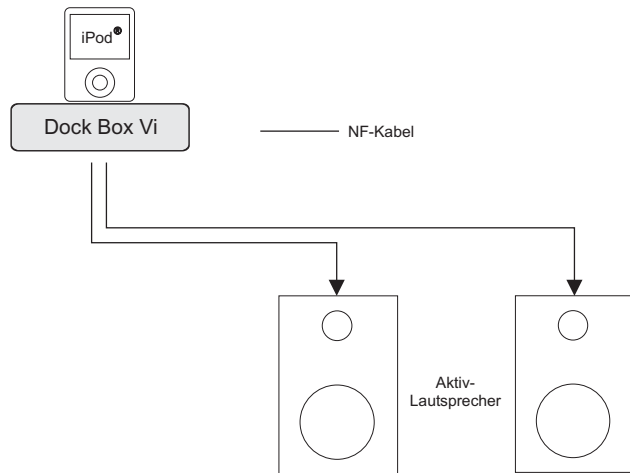 iPod®
Dock Box Vi
NF-Kabel
Aktiv-
Lautsprecher